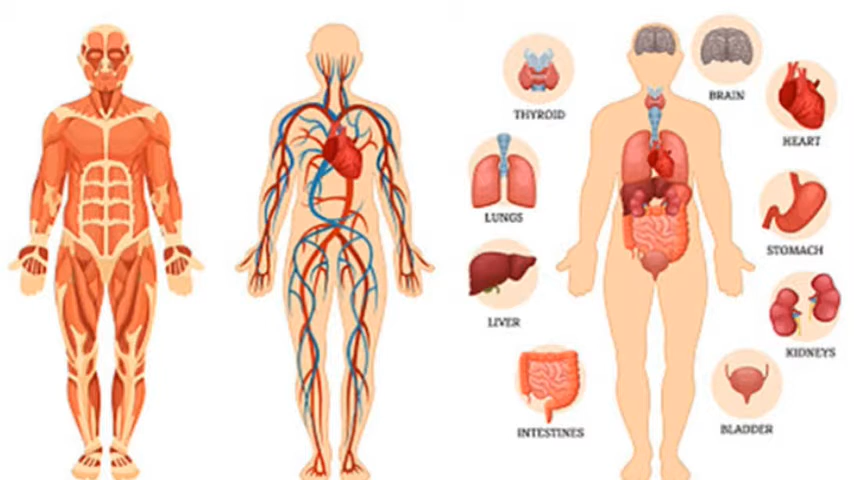 THYROID
BRAIN
HEART
LUNGS
STOMACH
LIVER
KIDNEYS
INTESTINES
BLADDER